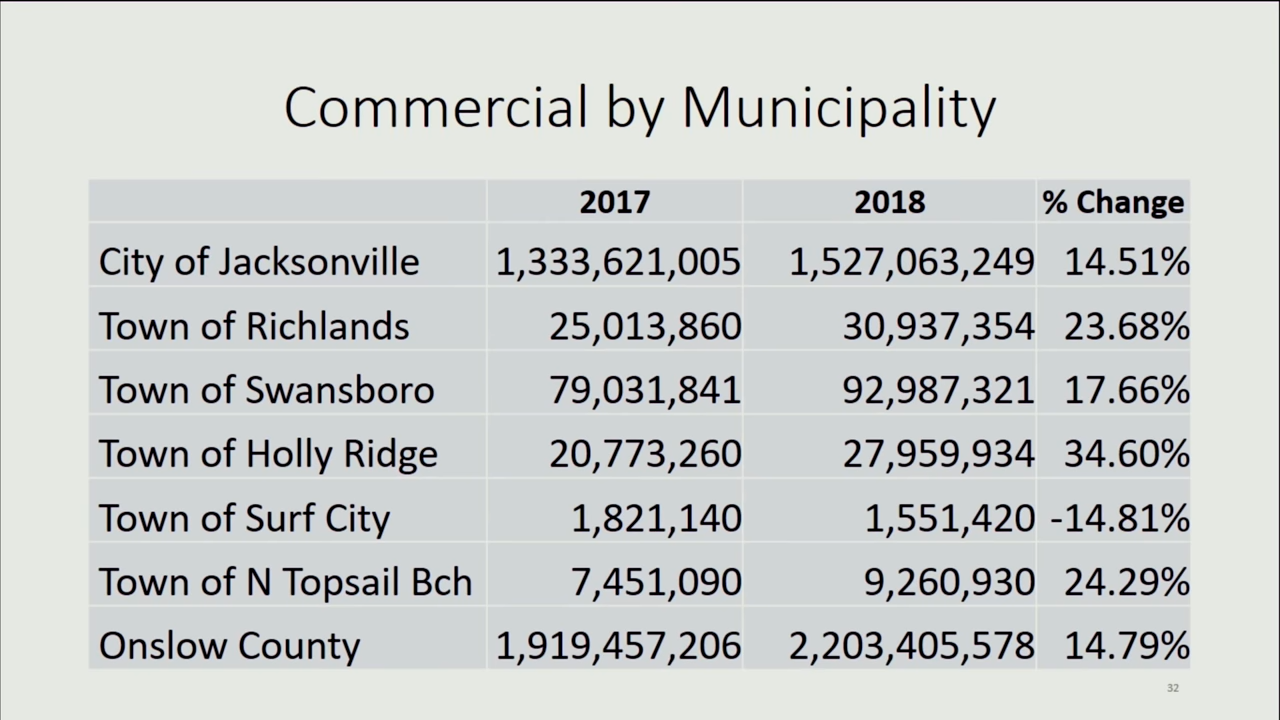 Commercial by Municipality
2017 2018 % Change
City of Jacksonville 1,333,621,005 1,527,063,249 14.51%
Town of Richlands 25,013,860 30,937,354 23.68%
Town of Swansboro 79,031,841 92,987,321 17.66%
Town of Holly Ridge 20,773,260 27,959,934 34.60%
Town of Surf City 1,821,140 1,551,420 -14.81%
Town of N Topsail Bch 7,451,090 9,260,930 24.29%
Onslow County 1,919,457,206 2,203,405,578 14.79%
32